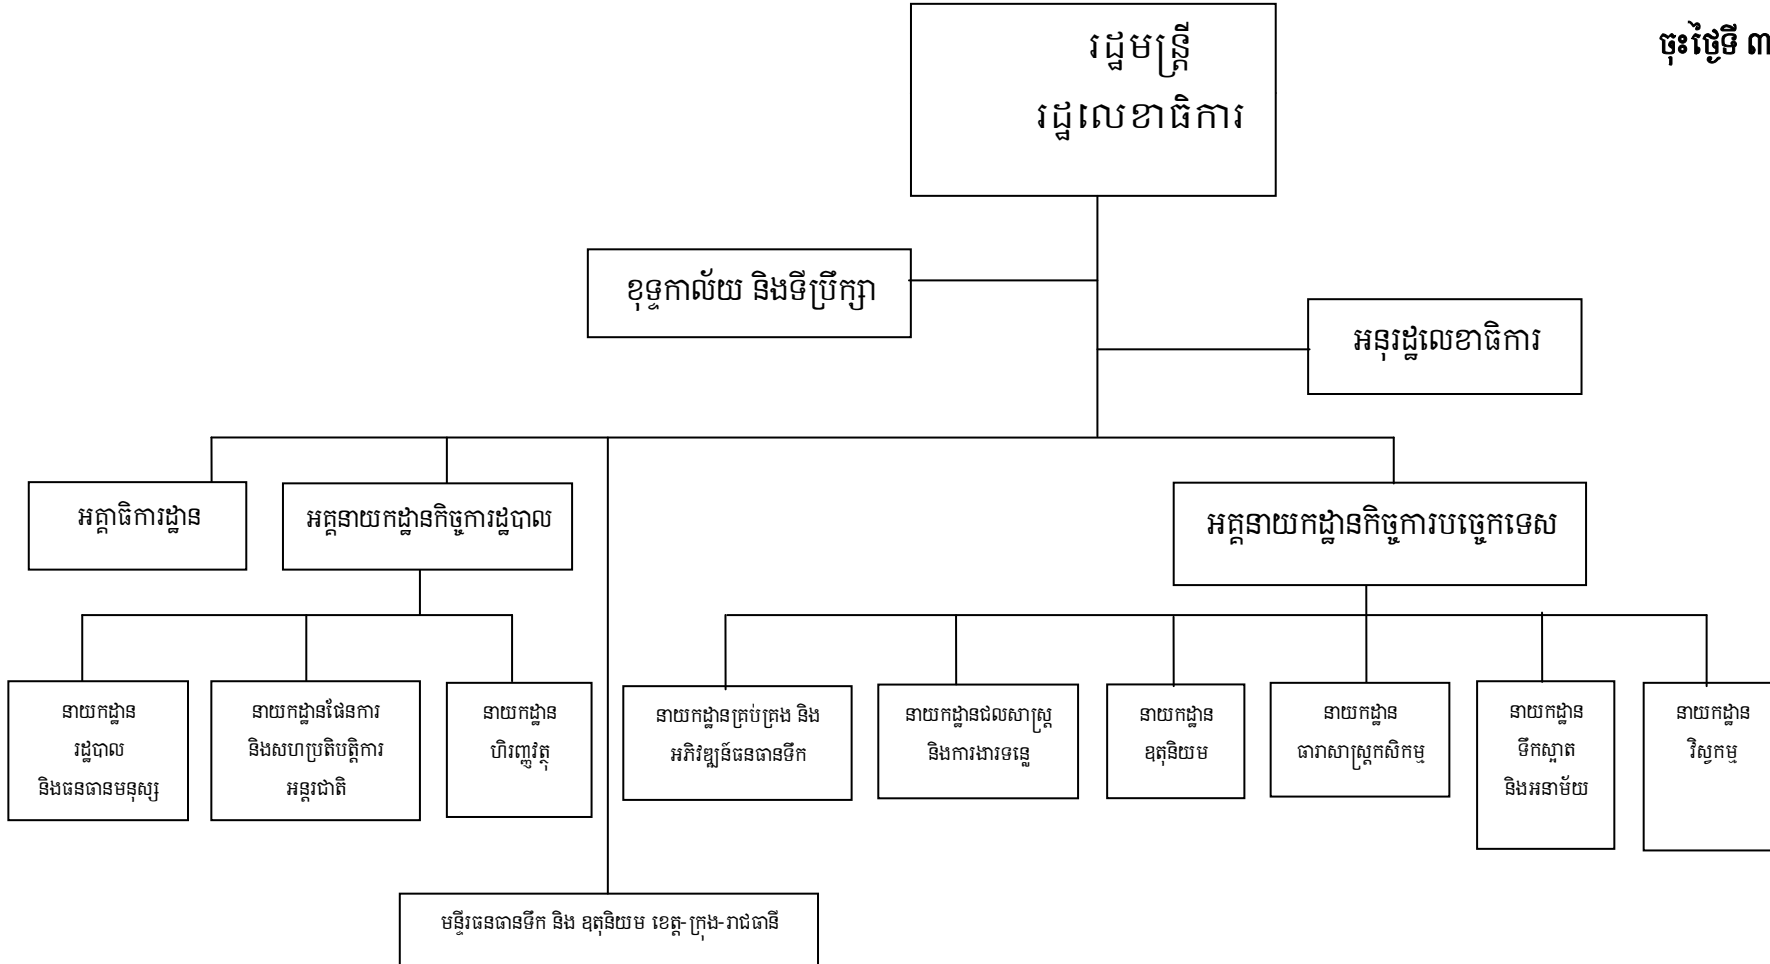 រដ្ឋមន្ត្រី
រដ្ឋលេខាធិការ
ចុះថ្ងៃទី ៣
ខុទ្ទកាល័យ និងទីប្រឹក្សា
អនុរដ្ឋលេខាធិការ
អគ្គាធិការដ្ឋាន
អគ្គនាយកដ្ឋានកិច្ចការដ្ឋបាល
អគ្គនាយកដ្ឋានកិច្ចការបច្ចេកទេស
នាយកដ្ឋាន
រដ្ឋបាល
និងធនធានមនុស្ស
នាយកដ្ឋានផែនការ
និងសហប្រតិបត្តិការ
អន្តរជាតិ
នាយកដ្ឋាន
ហិរញ្ញវត្ថុ
នាយកដ្ឋានគ្រប់គ្រង និង
អភិវឌ្ឍន៍ធនធានទឹក
នាយកដ្ឋានជលសាស្ត្រ
និងការងារទន្លេ
នាយកដ្ឋាន
ឧតុនិយម
នាយកដ្ឋាន
ធារាសាស្ត្រកសិកម្ម
នាយកដ្ឋាន
ទឹកស្អាត
និងអនាម័យ
នាយកដ្ឋាន
វិស្វកម្ម
មន្ទីរធនធានទឹក និង ឧតុនិយម ខេត្ត-ក្រុង-រាជធានី